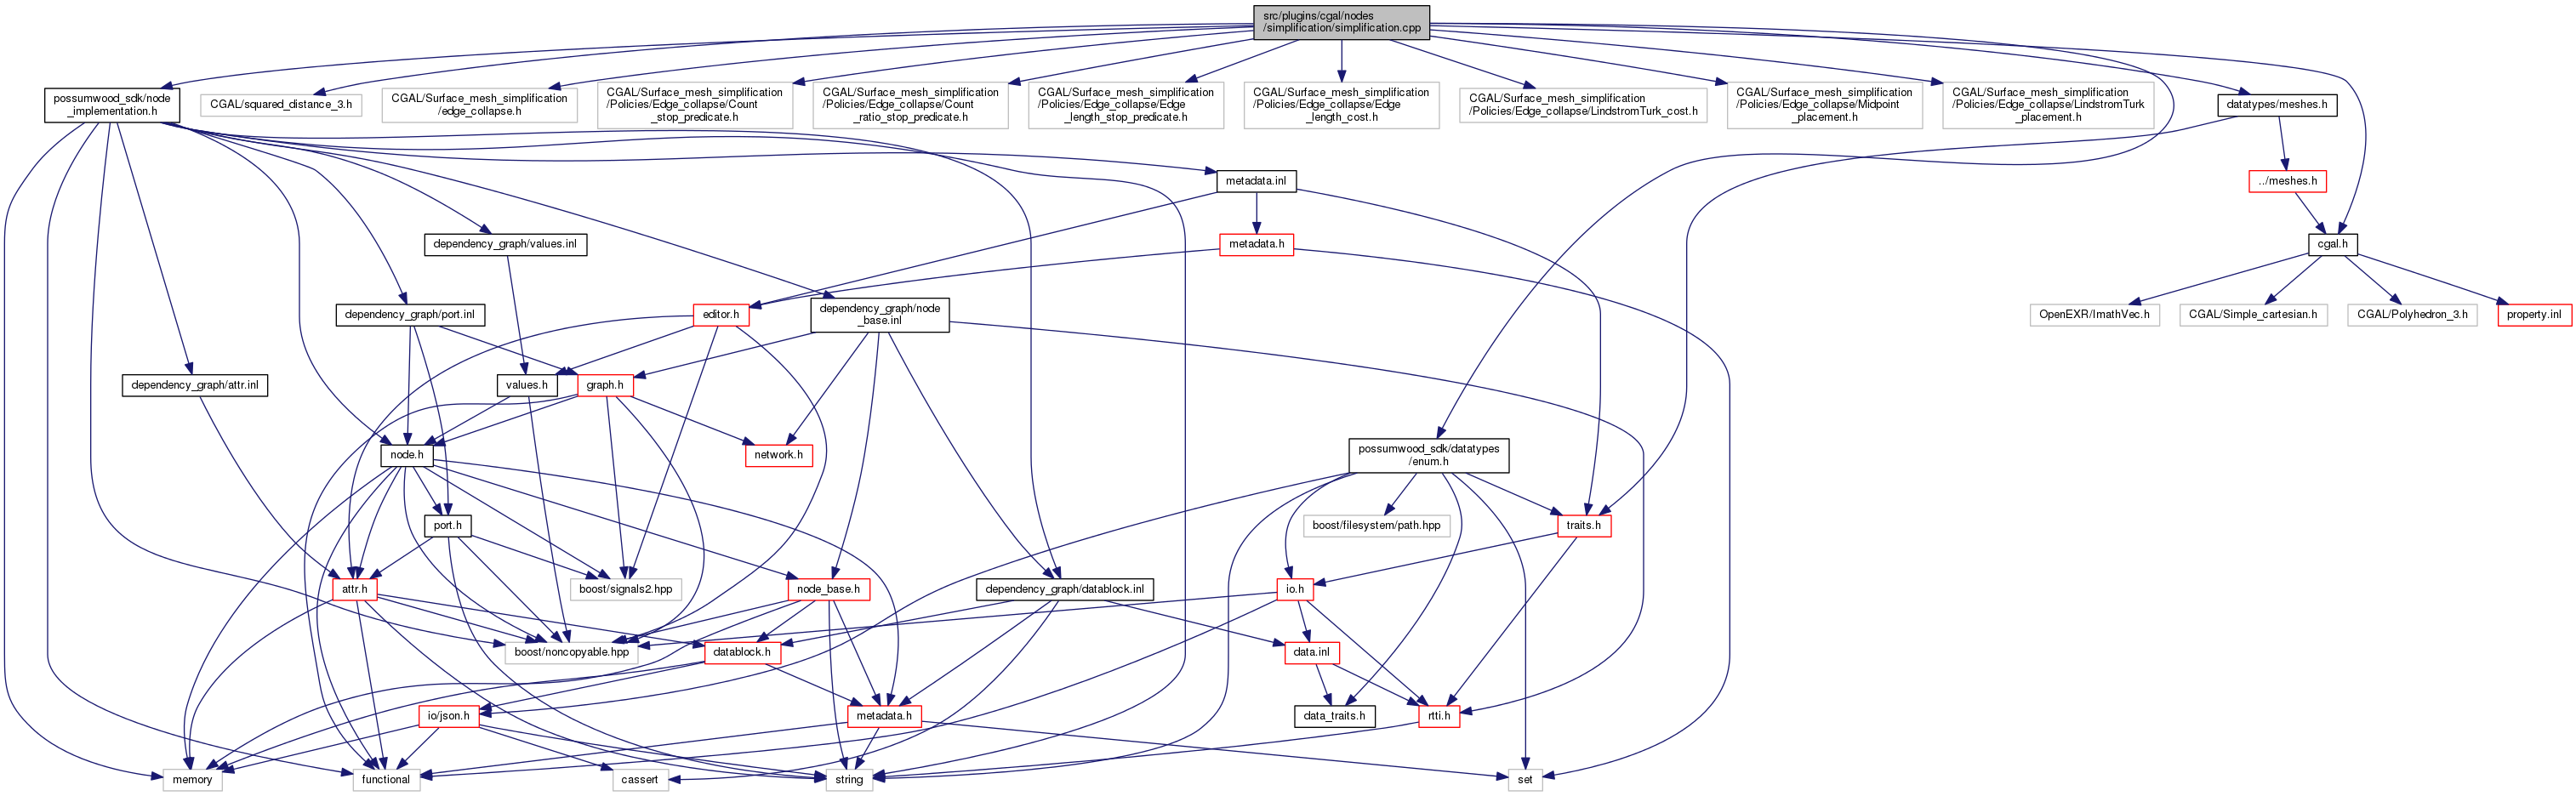 src/plugins/cgal/nodes
/simplification/simplification.cpp
possumwood_sdk/node
_implementation.h
CGAL/squared_distance_3.h
CGAL/Surface_mesh_simplification
/edge_collapse.h
CGAL/Surface_mesh_simplification
/Policies/Edge_collapse/Count
_stop_predicate.h
CGAL/Surface_mesh_simplification
/Policies/Edge_collapse/Count
_ratio_stop_predicate.h
CGAL/Surface_mesh_simplification
/Policies/Edge_collapse/Edge
_length_stop_predicate.h
CGAL/Surface_mesh_simplification
/Policies/Edge_collapse/Edge
_length_cost.h
CGAL/Surface_mesh_simplification
/Policies/Edge_collapse/LindstromTurk_cost.h
CGAL/Surface_mesh_simplification
/Policies/Edge_collapse/Midpoint
_placement.h
CGAL/Surface_mesh_simplification
/Policies/Edge_collapse/LindstromTurk
_placement.h
datatypes/meshes.h
metadata.inl
../meshes.h
dependency_graph/values.inl
metadata.h
cgal.h
dependency_graph/port.inl
editor.h
dependency_graph/node
_base.inl
OpenEXR/ImathVec.h
CGAL/Simple_cartesian.h
CGAL/Polyhedron_3.h
property.inl
dependency_graph/attr.inl
values.h
graph.h
node.h
network.h
possumwood_sdk/datatypes
/enum.h
port.h
boost/filesystem/path.hpp
traits.h
attr.h
boost/signals2.hpp
node_base.h
dependency_graph/datablock.inl
io.h
boost/noncopyable.hpp
datablock.h
data.inl
io/json.h
metadata.h
data_traits.h
rtti.h
memory
functional
cassert
string
set